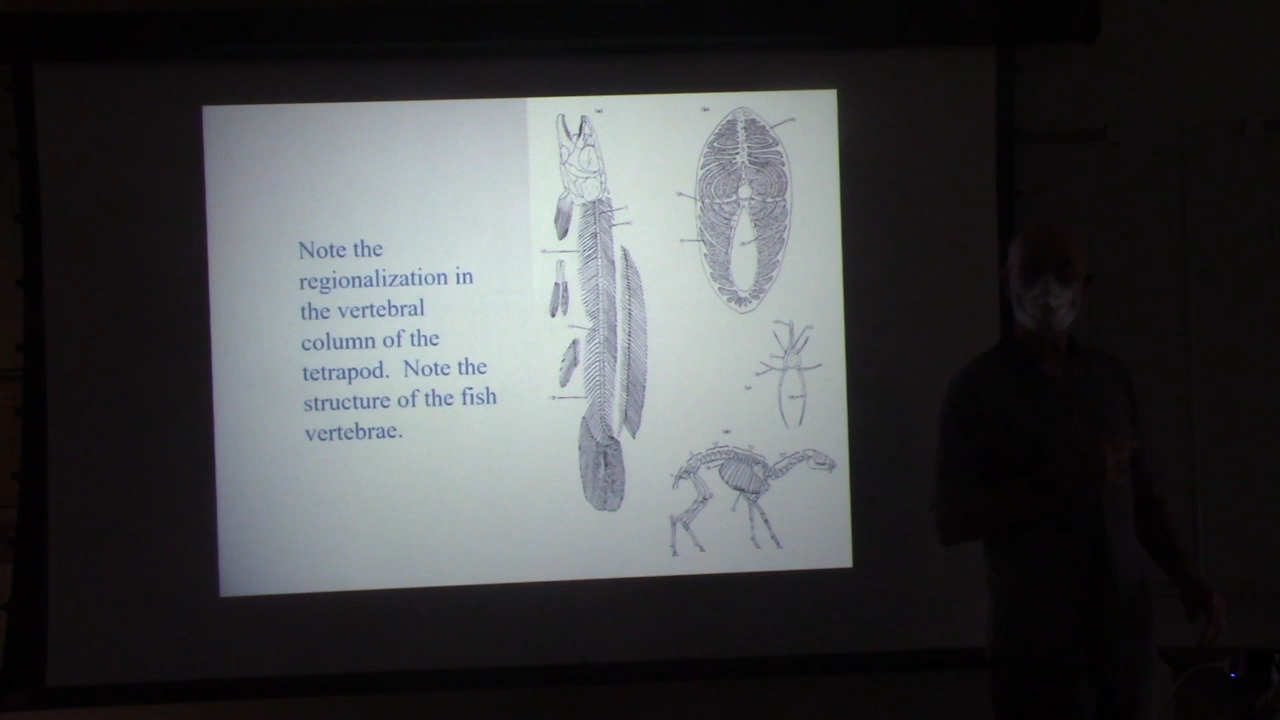 Note the
regionalization in
the vertebral
column of the
tetrapod.  Note the
structure of the fish
vertebrae.